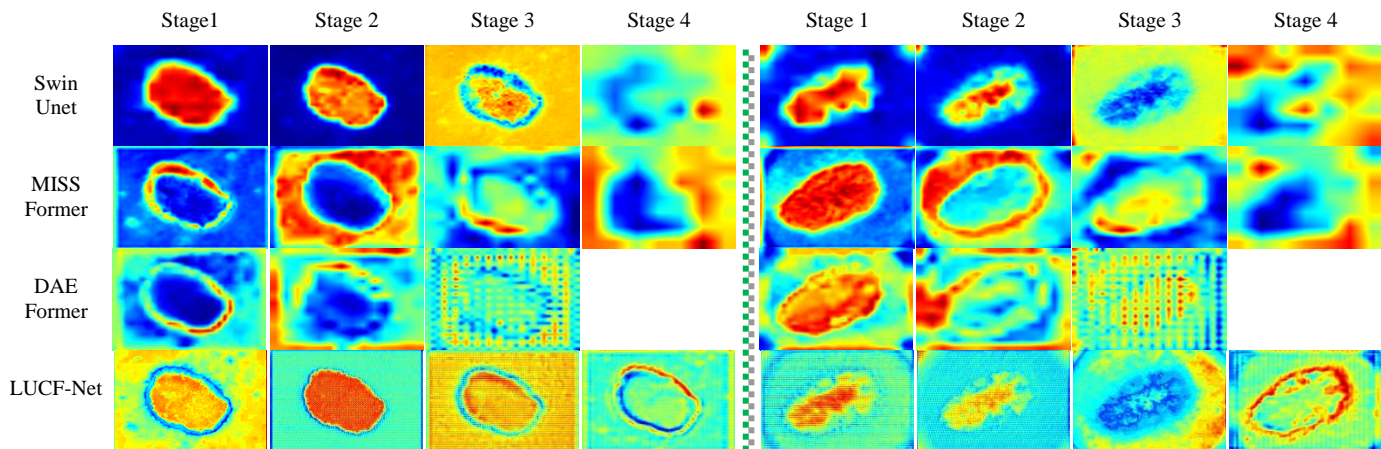 Stage1 Stage 2 Stage 3 Stage 4 Stage 1 Stage 2 Stage 3 Stage 4
Swin
Unet
MISS
Former
DAE
Former
LUCF-Net